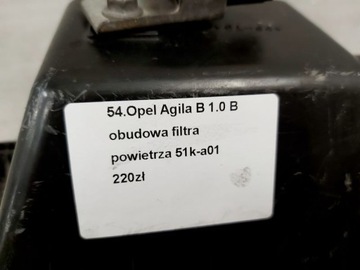 54.Opel Agila B 1.0 B
obudowa filtra
powietrza 51k-a01
220zł